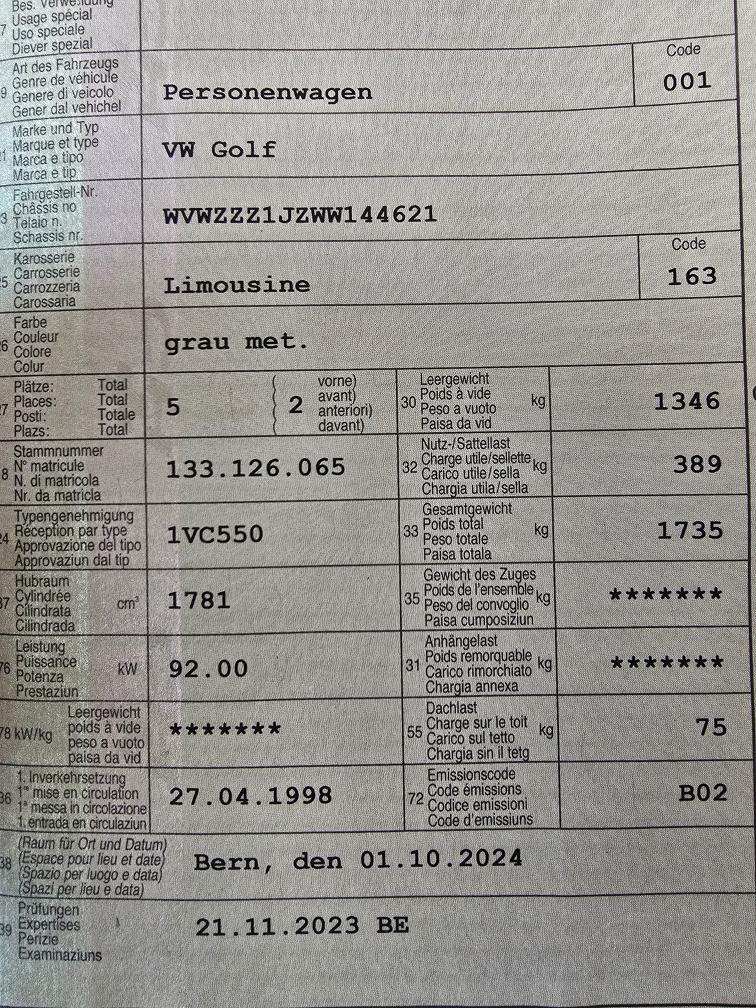 Bes. Verwendung
Usage spécial
Uso speciale
Diever spezial
7
Art des Fahrzeugs
Genre de véhicule
Genere di veicolo
Gener dal vehichel
9
Personenwagen
Code
001
Marke und Typ
Marque et type
Marca e tipo
Marca e tip
1
VW Golf
Fahrgestell-Nr.
Châssis no
Telaio n.
Schassis nr.
3
WVWZZZ1JZWW144621
Karosserie
Carrosserie
Carrozzeria
Carossaria
5
Limousine
Code
163
Farbe
Couleur
Colore
Colur
26
grau met.
Plätze: Total
Places: Total
Posti: Totale
Plazs: Total
27
5
( 2
vorne)
avant)
anteriori)
davant)
30
Leergewicht
Poids à vide
Peso a vuoto
Paisa da vid
kg
1346
Stammnummer
N° matricule
N. di matricola
Nr. da matricla
8
133.126.065
32
Nutz-/Sattellast
Charge utile/sellette
Carico utile/sella
Chargia utila/sella
kg
389
Typengenehmigung
Réception par type
Approvazione del tipo
Approvaziun dal tip
24
1VC550
33
Gesamtgewicht
Poids total
Peso totale
Paisa totala
kg
1735
Hubraum
Cylindrée
Cilindrata
Cilindrada
37
cm³
1781
35
Gewicht des Zuges
Poids de l'ensemble
Peso del convoglio
Paisa cumposiziun
kg
*******
Leistung
Puissance
Potenza
Prestaziun
76
kW
92.00
31
Anhängelast
Poids remorquable
Carico rimorchiato
Chargia annexa
kg
*******
78 kW/kg
Leergewicht
poids à vide
peso a vuoto
paisa da vid
*******
55
Dachlast
Charge sur le toit
Carico sul tetto
Chargia sin il tetg
kg
75
1. Inverkehrsetzung
1re mise en circulation
1a messa in circolazione
1. entrada en circulaziun
36
27.04.1998
72
Emissionscode
Code émissions
Codice emissioni
Code d'emissiuns
B02
(Raum für Ort und Datum)
(Espace pour lieu et date)
(Spazio per luogo e data)
(Spazi per lieu e data)
38
Bern, den 01.10.2024
Prüfungen
Expertises
Perizie
Examinaziuns
39
21.11.2023 BE